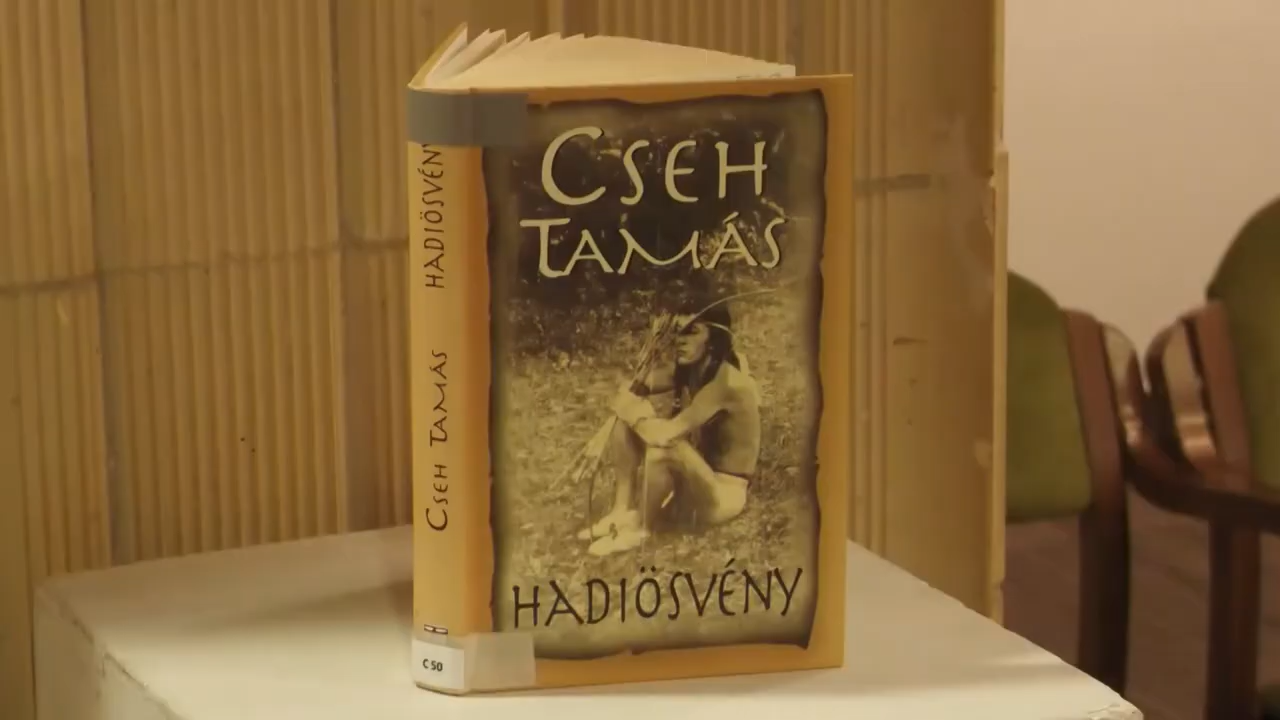 CSEH
TAMÁS
HADIÖSVÉNY
CSEH TAMÁS HADIÖSVÉNY
H
C 50